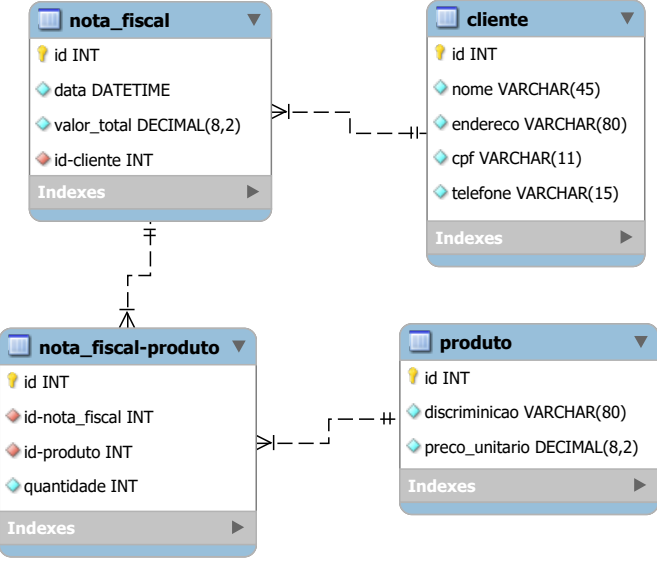 nota_fiscal
id INT
data DATETIME
valor_total DECIMAL(8,2)
id-cliente INT
Indexes
cliente
id INT
nome VARCHAR(45)
endereco VARCHAR(80)
cpf VARCHAR(11)
telefone VARCHAR(15)
Indexes
nota_fiscal-produto
id INT
id-nota_fiscal INT
id-produto INT
quantidade INT
Indexes
produto
id INT
discriminicao VARCHAR(80)
preco_unitario DECIMAL(8,2)
Indexes